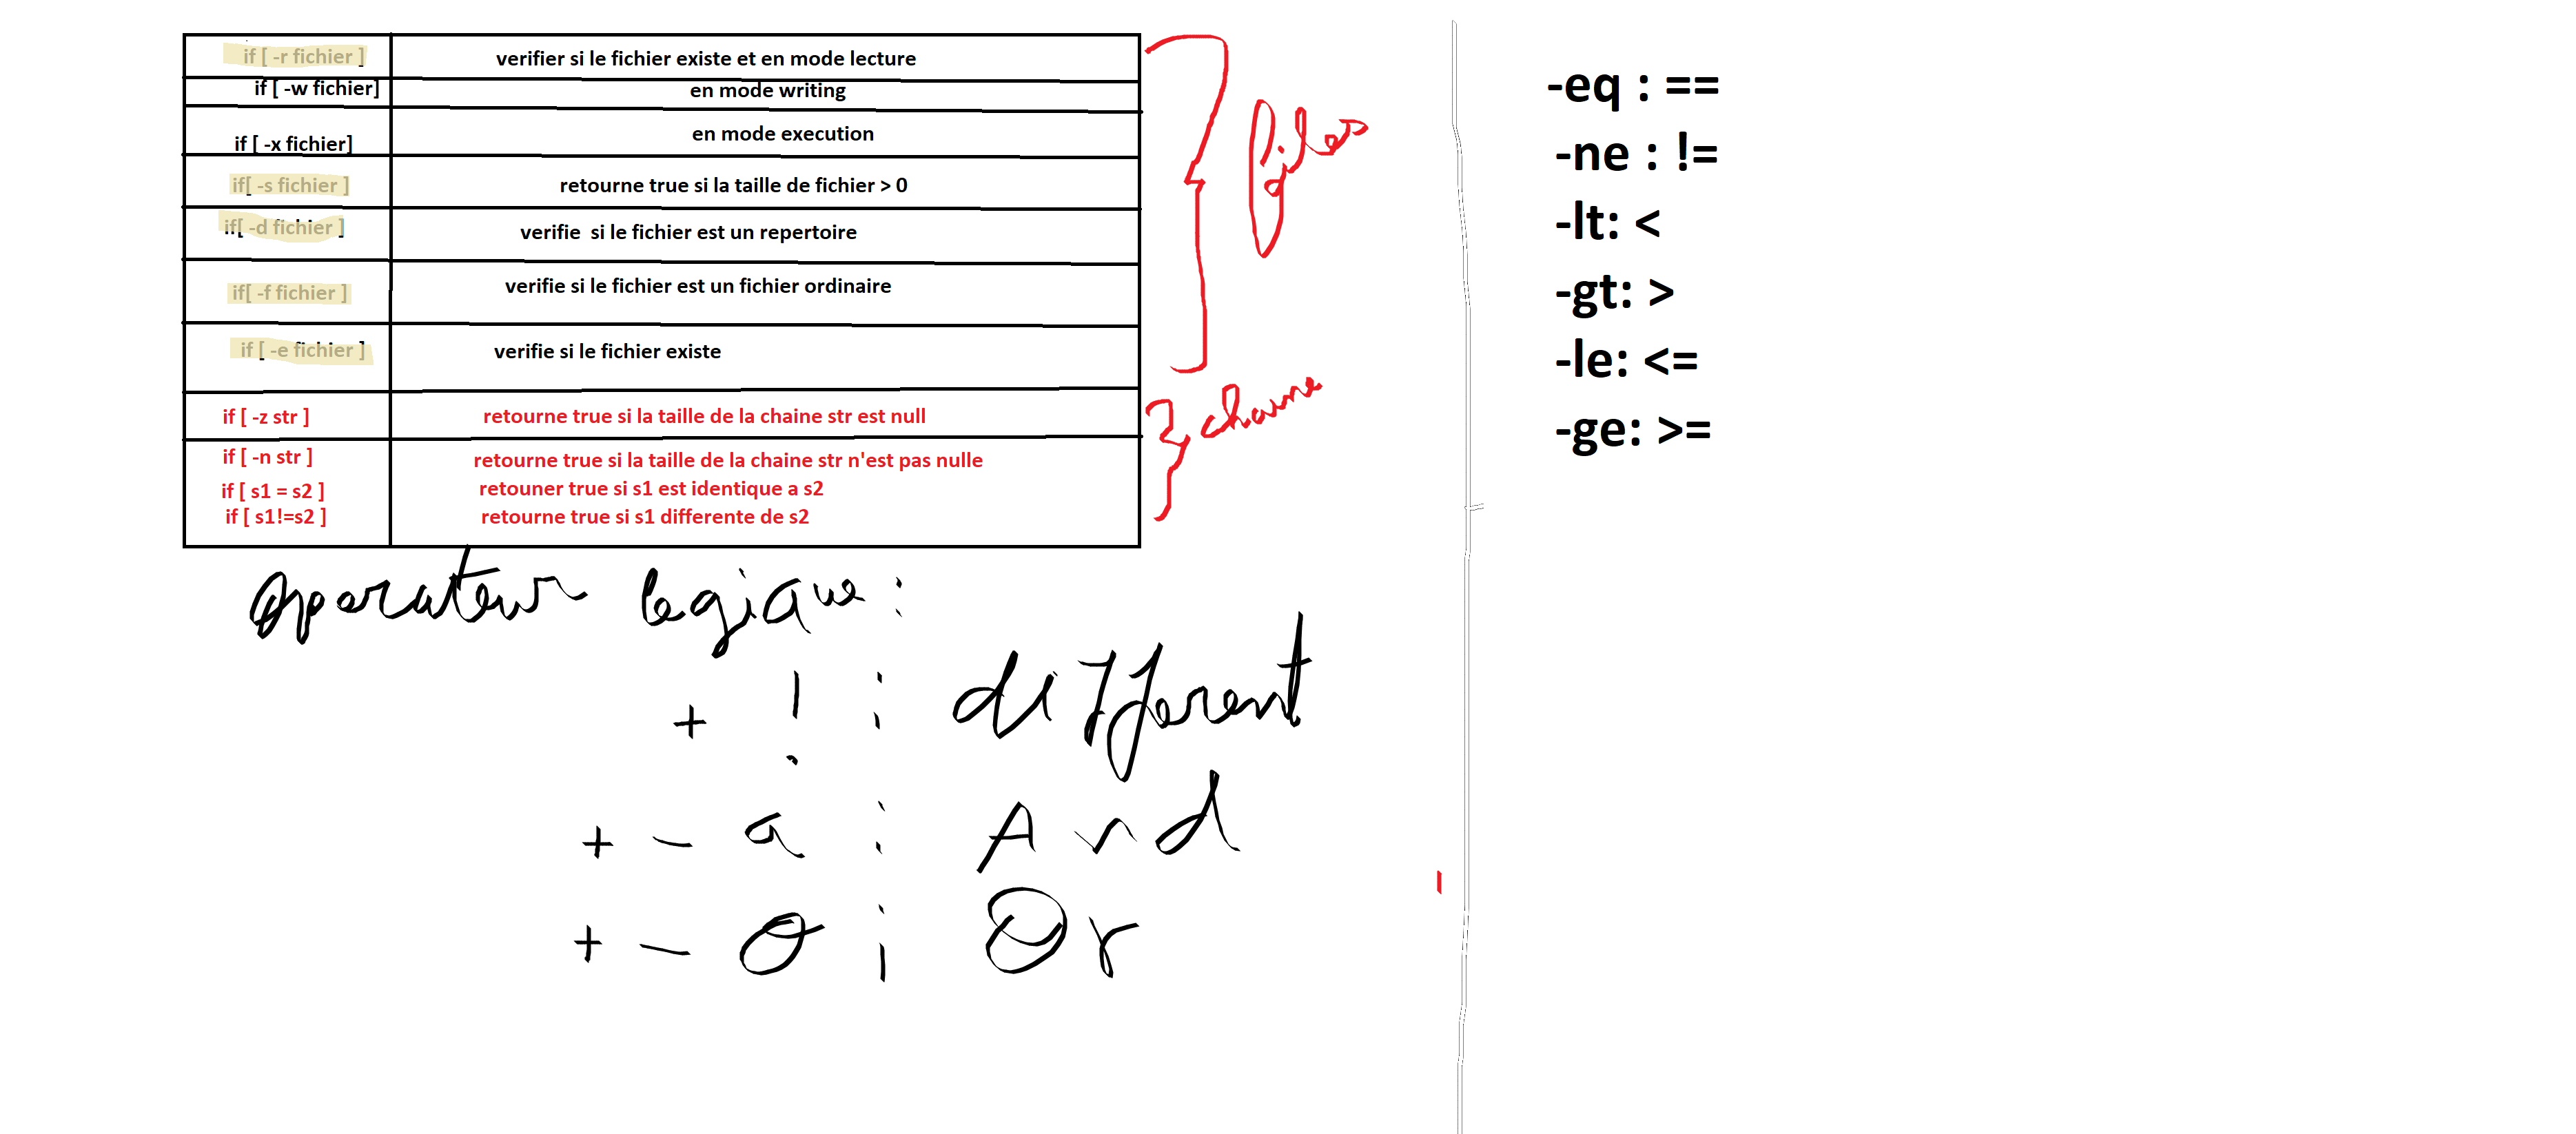 if [ -r fichier ] verifier si le fichier existe et en mode lecture
if [ -w fichier] en mode writing
if [ -x fichier] en mode execution
if[ -s fichier ] retourne true si la taille de fichier > 0
if[ -d fichier ] verifie si le fichier est un repertoire
if[ -f fichier ] verifie si le fichier est un fichier ordinaire
if [ -e fichier ] verifie si le fichier existe
files
if [ -z str ] retourne true si la taille de la chaine str est null
if [ -n str ] retourne true si la taille de la chaine str n'est pas nulle
if [ s1 = s2 ] retouner true si s1 est identique a s2
if [ s1!=s2 ] retourne true si s1 differente de s2
chaine
operateur logique :
+ ! : different
+ - a : And
+ - o : Or
-eq : ==
-ne : !=
-lt: <
-gt: >
-le: <=
-ge: >=